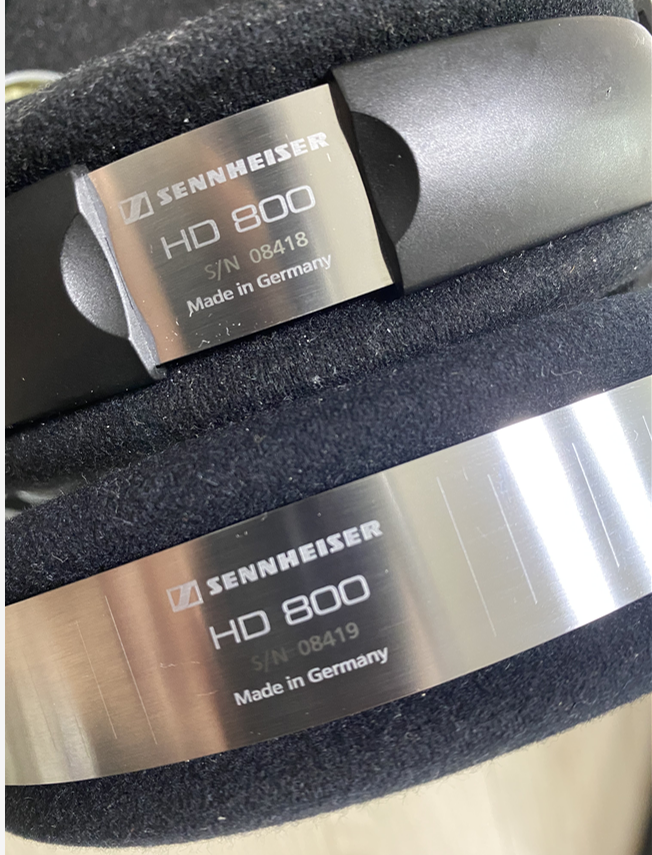 SENNHEISER
HD 800
S/N 08418
Made in Germany
SENNHEISER
HD 800
S/N 08419
Made in Germany